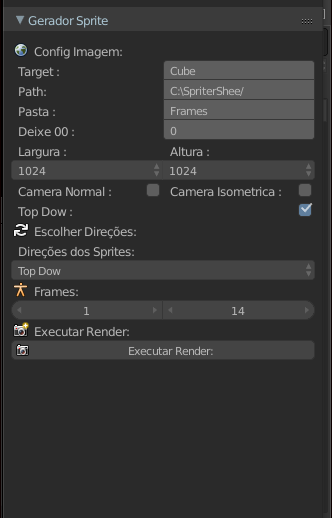 Gerador Sprite
Config Imagem:
Target : Cube
Path: C:\SpriterShee/
Pasta : Frames
Deixe 00 : 0
Largura : Altura :
1024 1024
Camera Normal : Camera Isometrica :
Top Dow :
Escolher Direções:
Direções dos Sprites:
Top Dow
Frames:
1 14
Executar Render:
Executar Render: